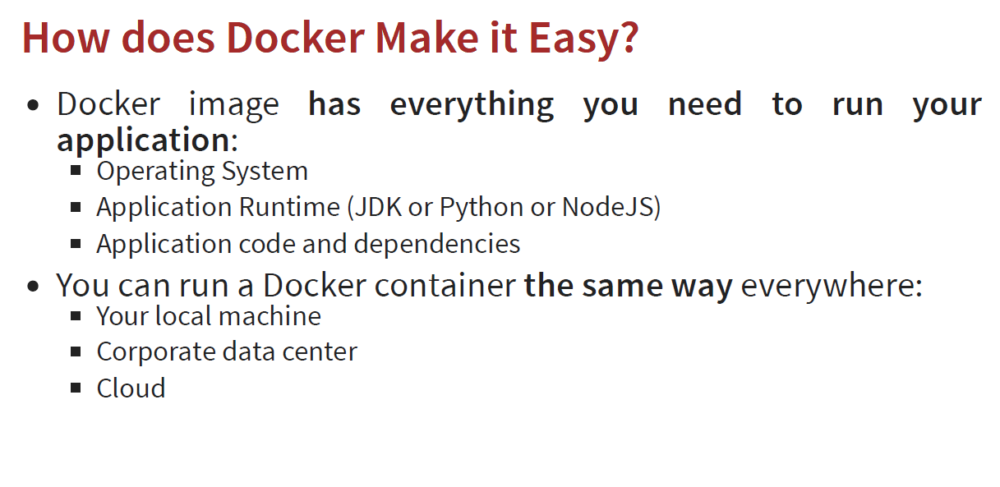 How does Docker Make it Easy?
• Docker image has everything you need to run your
application:
▪ Operating System
▪ Application Runtime (JDK or Python or NodeJS)
▪ Application code and dependencies
• You can run a Docker container the same way everywhere:
▪ Your local machine
▪ Corporate data center
▪ Cloud